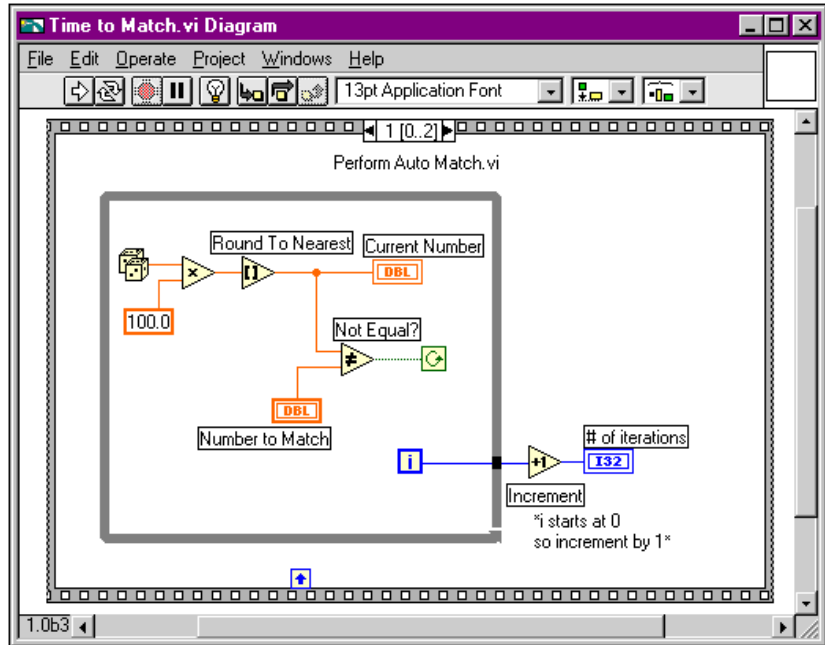 Time to Match.vi Diagram
File Edit Operate Project Windows Help
13pt Application Font
1 [0..2]
Perform Auto Match.vi
Round To Nearest
Current Number
DBL
100.0
Not Equal?
DBL
Number to Match
i
# of iterations
+1
I32
Increment
*i starts at 0
so increment by 1*
1.0b3